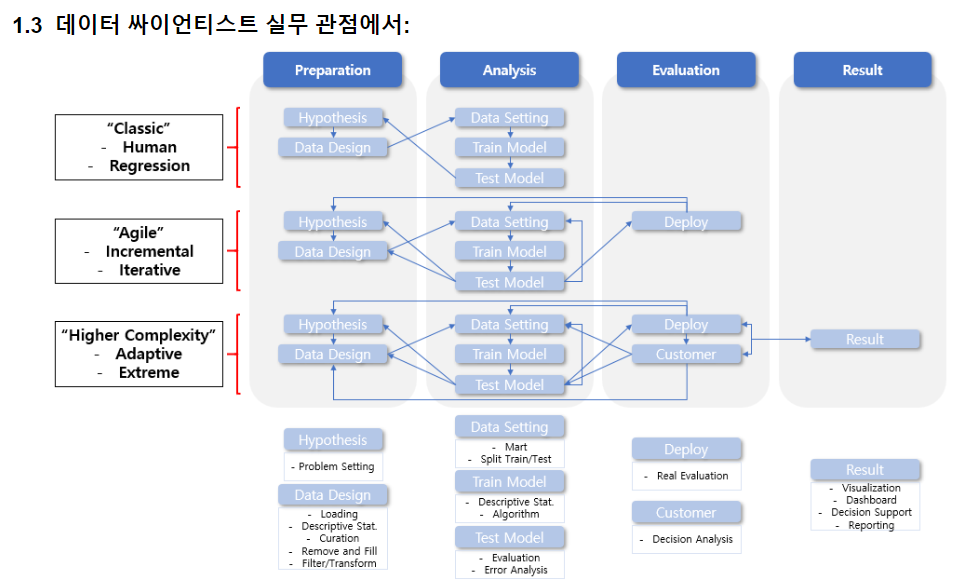 1.3 데이터 싸이언티스트 실무 관점에서:
Preparation
Analysis
Evaluation
Result
“Classic”
- Human
- Regression
Hypothesis
Data Design
Data Setting
Train Model
Test Model
“Agile”
- Incremental
- Iterative
Hypothesis
Data Design
Data Setting
Train Model
Test Model
Deploy
“Higher Complexity”
- Adaptive
- Extreme
Hypothesis
Data Design
Data Setting
Train Model
Test Model
Deploy
Customer
Result
Hypothesis
- Problem Setting
Data Design
- Loading
- Descriptive Stat.
- Curation
- Remove and Fill
- Filter/Transform
Data Setting
- Mart
- Split Train/Test
Train Model
- Descriptive Stat.
- Algorithm
Test Model
- Evaluation
- Error Analysis
Deploy
- Real Evaluation
Customer
- Decision Analysis
Result
- Visualization
- Dashboard
- Decision Support
- Reporting